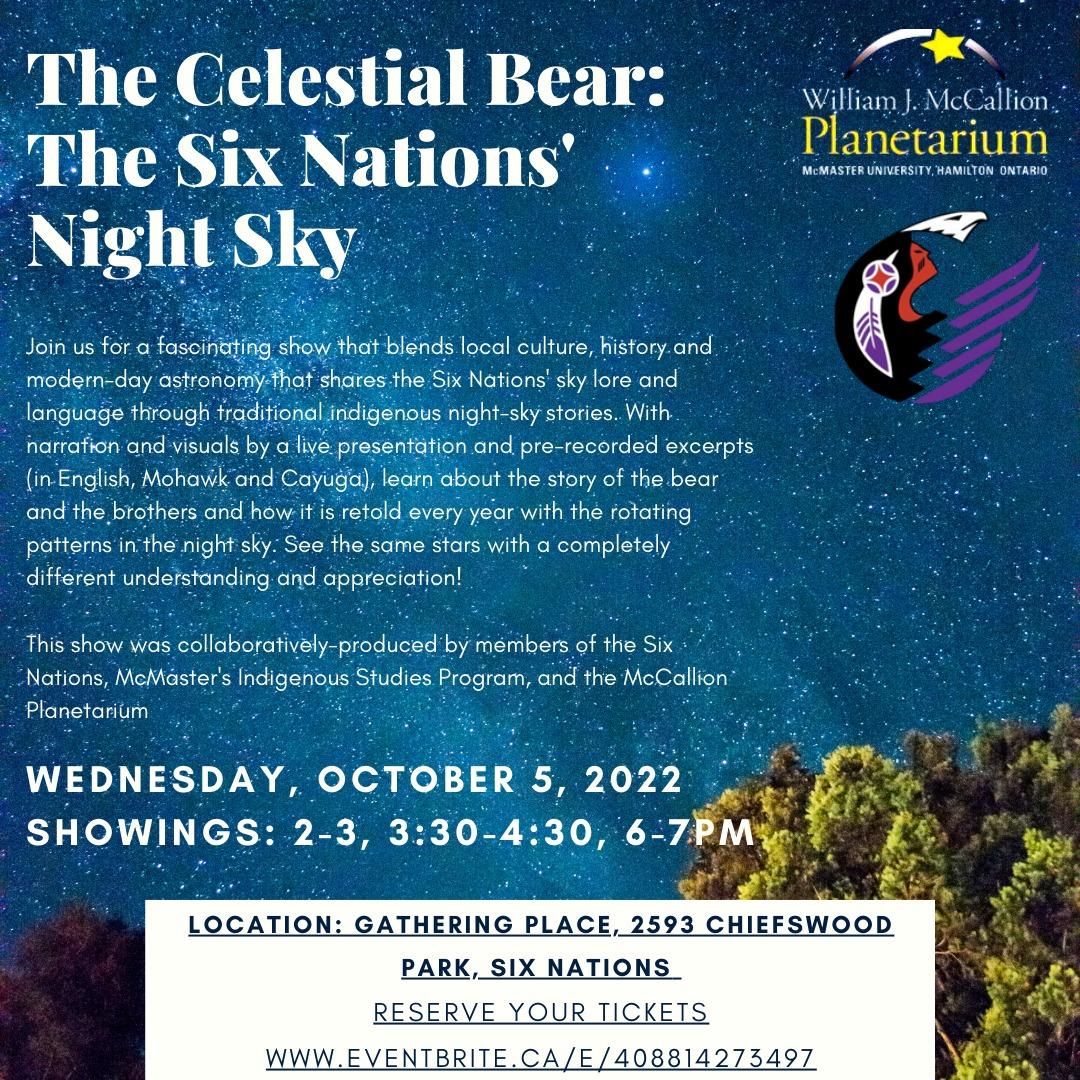 The Celestial Bear:
The Six Nations'
Night Sky
William J. McCallion
Planetarium
McMASTER UNIVERSITY, HAMILTON ONTARIO
Join us for a fascinating show that blends local culture, history and
modern-day astronomy that shares the Six Nations' sky lore and
language through traditional indigenous night-sky stories. With
narration and visuals by a live presentation and pre-recorded excerpts
(in English, Mohawk and Cayuga), learn about the story of the bear
and the brothers and how it is retold every year with the rotating
patterns in the night sky. See the same stars with a completely
different understanding and appreciation!
This show was collaboratively-produced by members of the Six
Nations, McMaster's Indigenous Studies Program, and the McCallion
Planetarium
WEDNESDAY, OCTOBER 5, 2022
SHOWINGS: 2-3, 3:30-4:30, 6-7PM
LOCATION: GATHERING PLACE, 2593 CHIEFSWOOD
PARK, SIX NATIONS
RESERVE YOUR TICKETS
WWW.EVENTBRITE.CA/E/408814273497